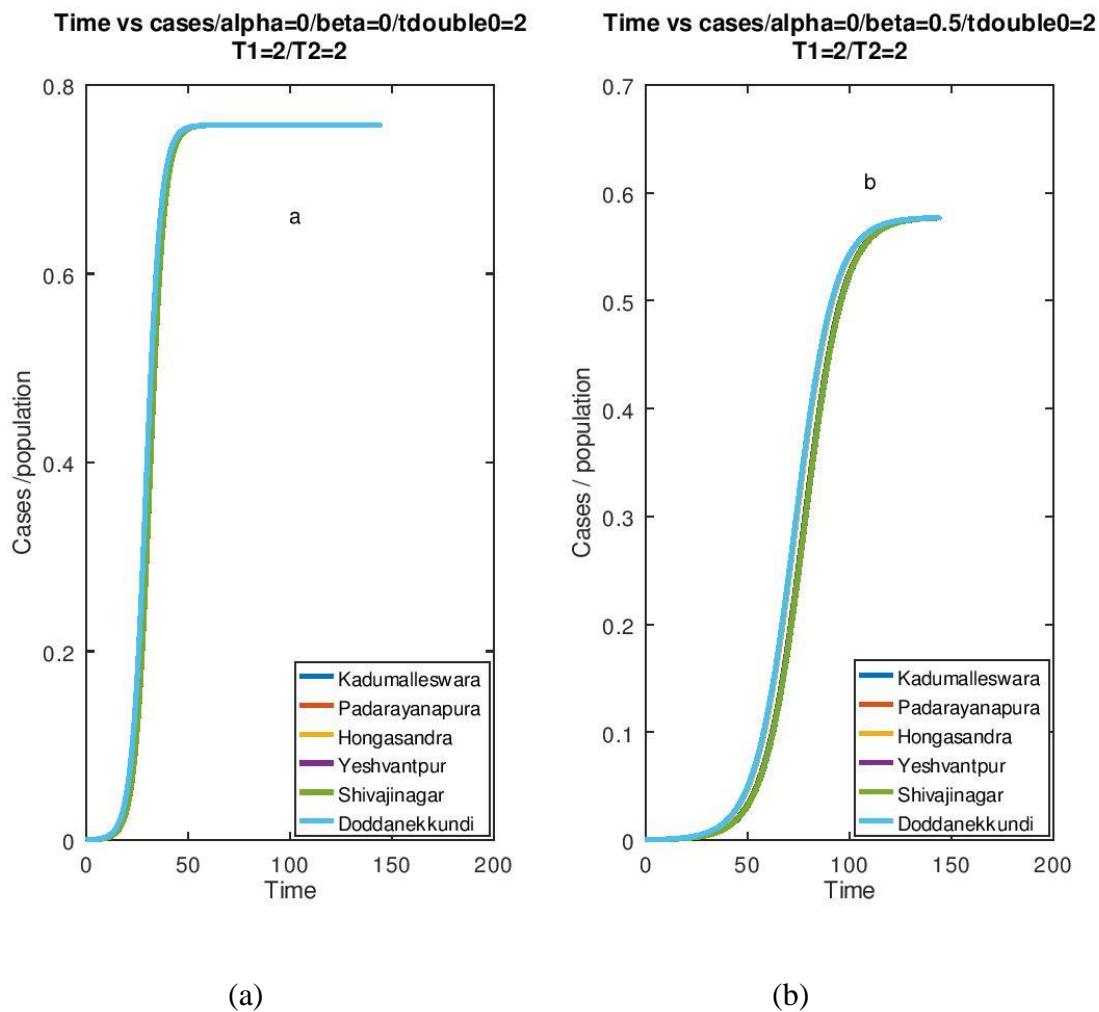 Time vs cases/alpha=0/beta=0/tdouble0=2
T1=2/T2=2
0.8
0.6
0.4
0.2
0
Cases /population
a
Kadumalleswara
Padarayanapura
Hongasandra
Yeshvantpur
Shivajinagar
Doddanekkundi
0 50 100 150 200
Time
(a)
Time vs cases/alpha=0/beta=0.5/tdouble0=2
T1=2/T2=2
0.7
0.6
0.5
0.4
0.3
0.2
0.1
0
Cases / population
b
Kadumalleswara
Padarayanapura
Hongasandra
Yeshvantpur
Shivajinagar
Doddanekkundi
0 50 100 150 200
Time
(b)